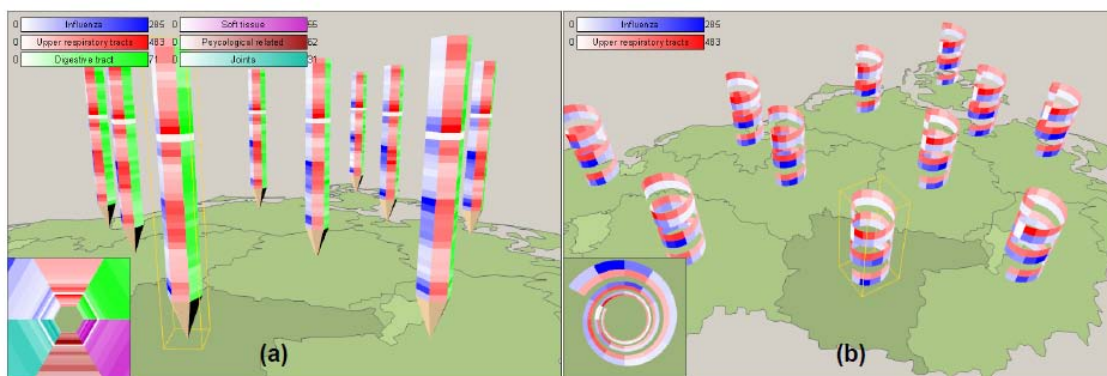 0 Influenza 285
0 Upper respiratory tracts 483
0 Digestive tract 71
0 Soft tissue 55
0 Psycological related 62
0 Joints 31
(a)
0 Influenza 285
0 Upper respiratory tracts 483
(b)